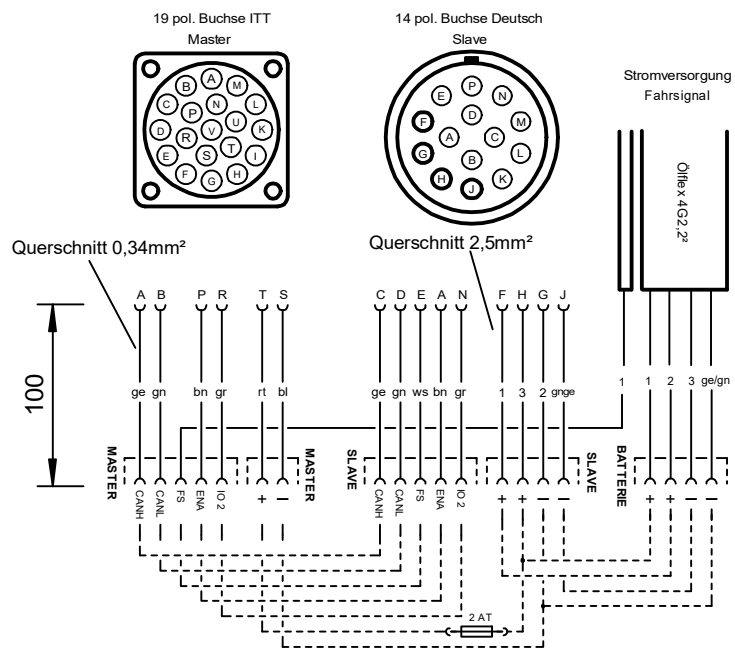 19 pol. Buchse ITT
Master
14 pol. Buchse Deutsch
Slave
Stromversorgung
Fahrsignal
A
B
M
C
N
L
P
U
D
R
V
K
E
S
T
I
F
G
H
P
E
N
D
F
M
A
C
G
B
L
H
J
K
Ölflex 4G2,2²
Querschnitt 0,34mm²
Querschnitt 2,5mm²
A B P R T S C D E A N F H G J
100
ge gn bn gr rt bl ge gn ws bn gr 1 3 2 gnge 1 1 2 3 ge/gn
MASTER
MASTER
SLAVE
SLAVE
BATTERIE
CANH CANL FS ENA IO 2 + − CANH CANL FS ENA IO 2 + + − − + + − −
2 AT